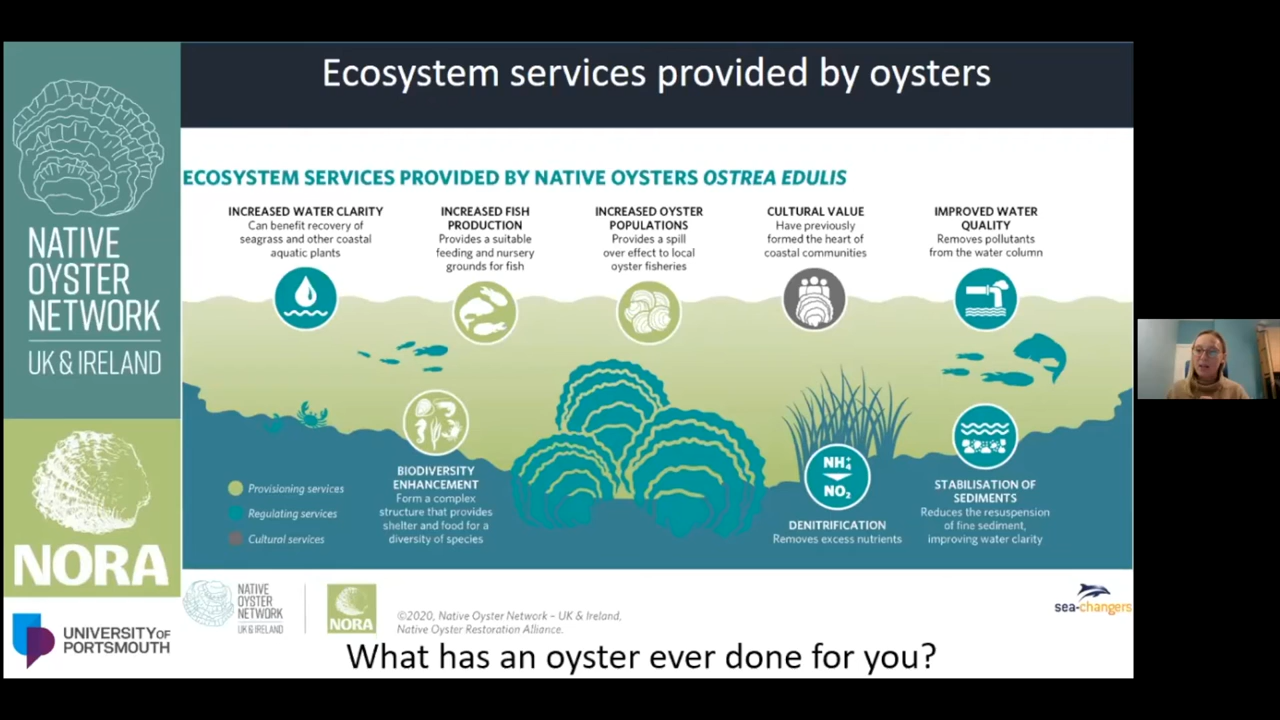 Ecosystem services provided by oysters
NATIVE
OYSTER
NETWORK
UK & IRELAND
NORA
UNIVERSITY OF
PORTSMOUTH
ECOSYSTEM SERVICES PROVIDED BY NATIVE OYSTERS OSTREA EDULIS
INCREASED WATER CLARITY
Can benefit recovery of
seagrass and other coastal
aquatic plants
INCREASED FISH
PRODUCTION
Provides a suitable
feeding and nursery
grounds for fish
INCREASED OYSTER
POPULATIONS
Provides a spill
over effect to local
oyster fisheries
CULTURAL VALUE
Have previously
formed the heart of
coastal communities
IMPROVED WATER
QUALITY
Removes pollutants
from the water column
Provisioning services
Regulating services
Cultural services
BIODIVERSITY
ENHANCEMENT
Form a complex
structure that provides
shelter and food for a
diversity of species
NH₄⁺
NO₂
DENITRIFICATION
Removes excess nutrients
STABILISATION OF
SEDIMENTS
Reduces the resuspension
of fine sediment,
improving water clarity
NATIVE
OYSTER
NETWORK
UK & IRELAND
NORA
©2020, Native Oyster Network – UK & Ireland,
Native Oyster Restoration Alliance.
sea-changers
What has an oyster ever done for you?